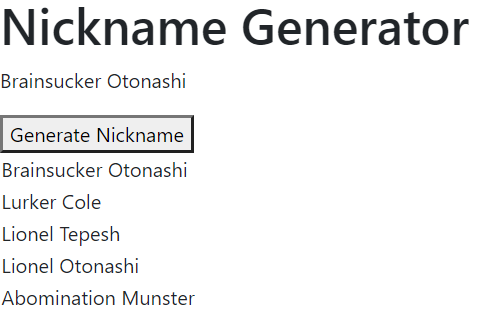 Nickname Generator
Brainsucker Otonashi
Generate Nickname
Brainsucker Otonashi
Lurker Cole
Lionel Tepesh
Lionel Otonashi
Abomination Munster